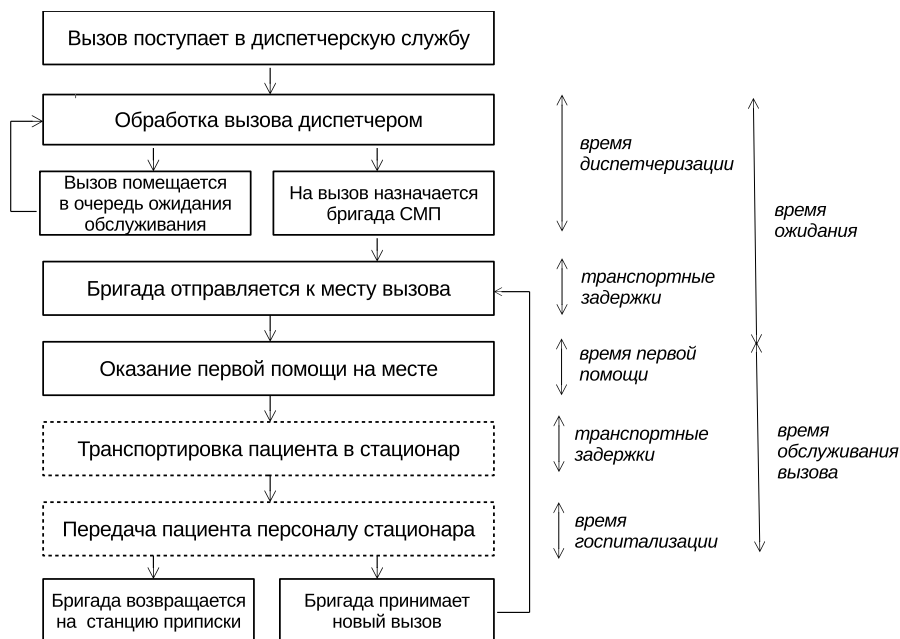 Вызов поступает в диспетчерскую службу
Обработка вызова диспетчером
Вызов помещается
в очередь ожидания
обслуживания
На вызов назначается
бригада СМП
Бригада отправляется к месту вызова
Оказание первой помощи на месте
Транспортировка пациента в стационар
Передача пациента персоналу стационара
Бригада возвращается
на станцию приписки
Бригада принимает
новый вызов
время
диспетчеризации
транспортные
задержки
время первой
помощи
транспортные
задержки
время
госпитализации
время
ожидания
время
обслуживания
вызова